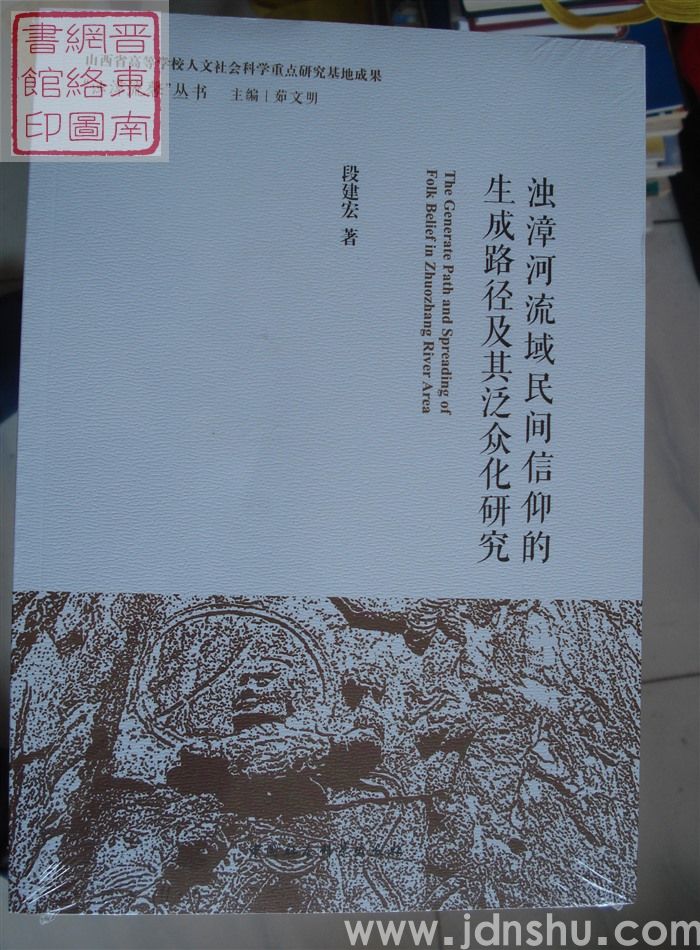 晋东南
網絡圖
書館印
山西省高等学校人文社会科学重点研究基地成果
丛书 主编 | 茹文明
浊漳河流域民间信仰的
生成路径及其泛众化研究
The Generate Path and Spreading of
Folk Belief in Zhuozhang River Area
段建宏 著
www.jdnshu.com